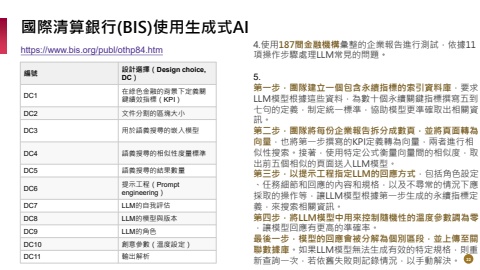 國際清算銀行(BIS)使用生成式AI
https://www.bis.org/publ/othp84.htm
編號
設計選擇（Design choice,
DC）
DC1
在綠色金融的背景下定義關
鍵績效指標（KPI）
DC2
文件分割的區塊大小
DC3
用於語義搜尋的嵌入模型
DC4
語義搜尋的相似性度量標準
DC5
語義搜尋的結果數量
DC6
提示工程（Prompt
engineering）
DC7
LLM的自我評估
DC8
LLM的模型與版本
DC9
LLM的角色
DC10
創意參數（溫度設定）
DC11
輸出解析
4.使用187間金融機構彙整的企業報告進行測試，依據11
項操作步驟處理LLM常見的問題。
5.
第一步，團隊建立一個包含永續指標的索引資料庫，要求
LLM模型根據這些資料，為數十個永續關鍵指標撰寫五到
七句的定義，制定統一標準，協助模型更準確取出相關資
訊。
第二步，團隊將每份企業報告拆分成數頁，並將頁面轉為
向量，也將第一步撰寫的KPI定義轉為向量，兩者進行相
似性搜索。接著，使用特定公式衡量向量間的相似度，取
出前五個相似的頁面送入LLM模型。
第三步，以提示工程指定LLM的回應方式，包括角色設定
、任務細節和回應的內容和規格，以及不尋常的情況下應
採取的操作等，讓LLM模型根據第一步生成的永續指標定
義，來搜索相關資訊。
第四步，將LLM模型中用來控制隨機性的溫度參數調為零
，讓模型回應有更高的準確率。
最後一步，模型的回應會被分解為個別區段，並上傳至關
聯數據庫。如果LLM模型無法生成有效的特定規格，則重
新查詢一次，若依舊失敗則記錄情況，以手動解決。